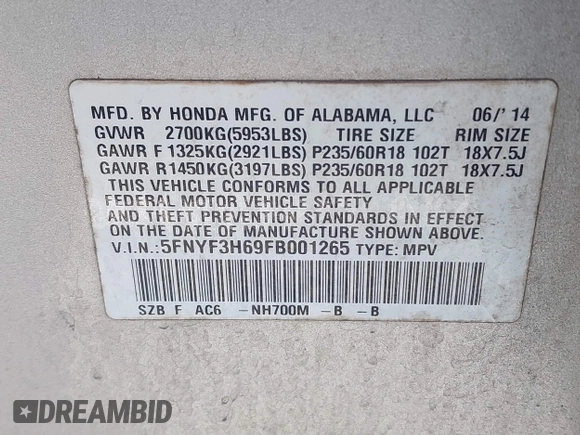 MFD. BY HONDA MFG. OF ALABAMA, LLC 06/'14
GVWR 2700KG(5953LBS) TIRE SIZE RIM SIZE
GAWR F 1325KG(2921LBS) P235/60R18 102T 18X7.5J
GAWR R1450KG(3197LBS) P235/60R18 102T 18X7.5J
THIS VEHICLE CONFORMS TO ALL APPLICABLE
FEDERAL MOTOR VEHICLE SAFETY
AND THEFT PREVENTION STANDARDS IN EFFECT
ON THE DATE OF MANUFACTURE SHOWN ABOVE.
V.I.N.:5FNYF3H69FB001265 TYPE: MPV
SZB F AC6 -NH700M -B -B
DREAMBID